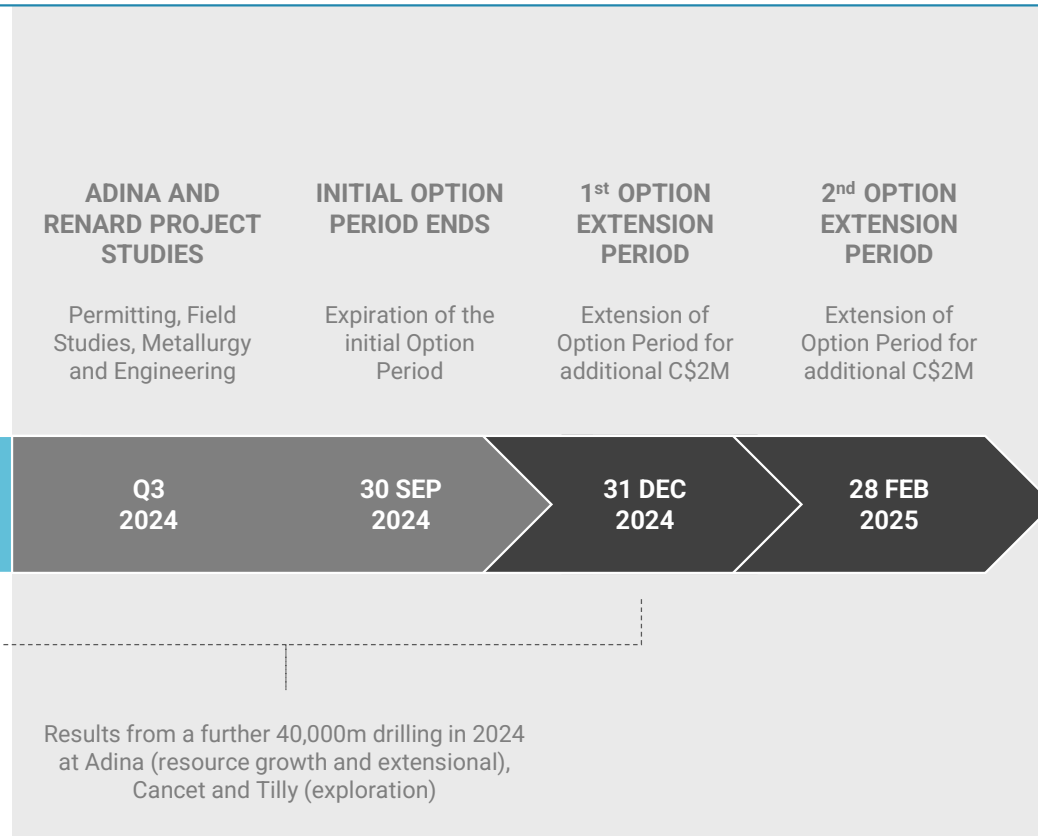 ADINA AND
RENARD PROJECT
STUDIES
Permitting, Field
Studies, Metallurgy
and Engineering
INITIAL OPTION
PERIOD ENDS
Expiration of the
initial Option
Period
1st OPTION
EXTENSION
PERIOD
Extension of
Option Period for
additional C$2M
2nd OPTION
EXTENSION
PERIOD
Extension of
Option Period for
additional C$2M
Q3
2024
30 SEP
2024
31 DEC
2024
28 FEB
2025
Results from a further 40,000m drilling in 2024
at Adina (resource growth and extensional),
Cancet and Tilly (exploration)